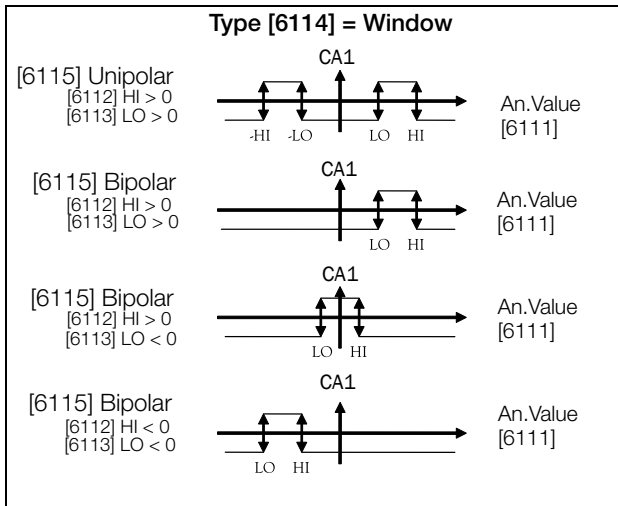 Type [6114] = Window
CA1
[6115] Unipolar
[6112] HI > 0
[6113] LO > 0
-HI -LO LO HI
An.Value
[6111]
CA1
[6115] Bipolar
[6112] HI > 0
[6113] LO > 0
LO HI
An.Value
[6111]
CA1
[6115] Bipolar
[6112] HI > 0
[6113] LO < 0
LO HI
An.Value
[6111]
CA1
[6115] Bipolar
[6112] HI < 0
[6113] LO < 0
LO HI
An.Value
[6111]